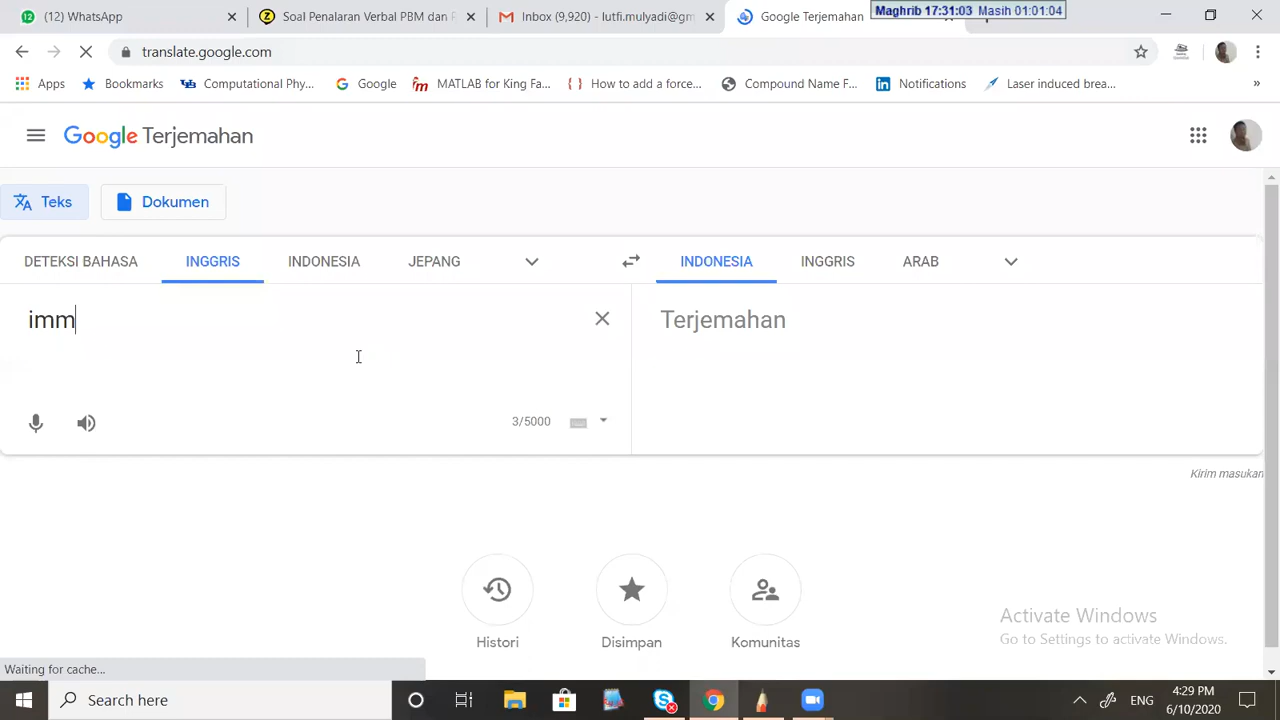 (12) WhatsApp
Soal Penalaran Verbal PBM dan
Inbox (9,920) - lutfi.mulyadi@gm
Google Terjemahan
Maghrib 17:31:03 Masih 01:01:04
translate.google.com
Apps
Bookmarks
Computational Phy...
Google
MATLAB for King Fa...
How to add a force...
Compound Name F...
Notifications
Laser induced brea...
»
Google Terjemahan
Teks
Dokumen
DETEKSI BAHASA
INGGRIS
INDONESIA
JEPANG
INDONESIA
INGGRIS
ARAB
imm
Terjemahan
3/5000
Kirim masukan
Histori
Disimpan
Komunitas
Activate Windows
Go to Settings to activate Windows.
Waiting for cache...
Search here
ENG
4:29 PM
6/10/2020